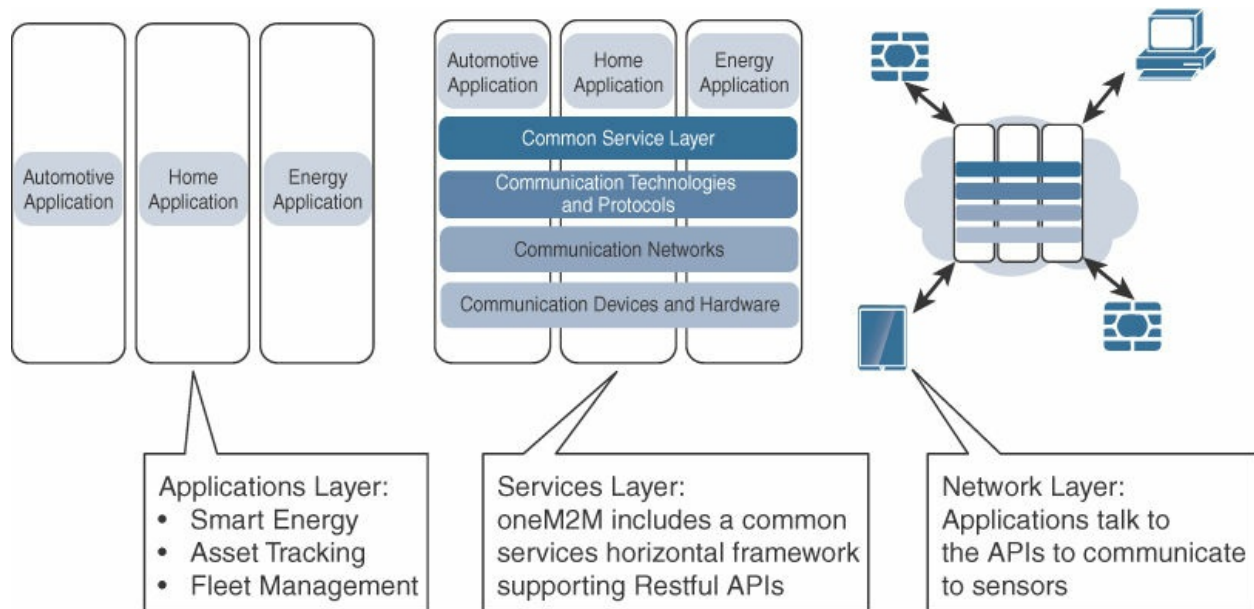 Automotive
Application
Home
Application
Energy
Application
Automotive
Application
Home
Application
Energy
Application
Common Service Layer
Communication Technologies
and Protocols
Communication Networks
Communication Devices and Hardware
Applications Layer:
• Smart Energy
• Asset Tracking
• Fleet Management
Services Layer:
oneM2M includes a common
services horizontal framework
supporting Restful APIs
Network Layer:
Applications talk to
the APIs to communicate
to sensors